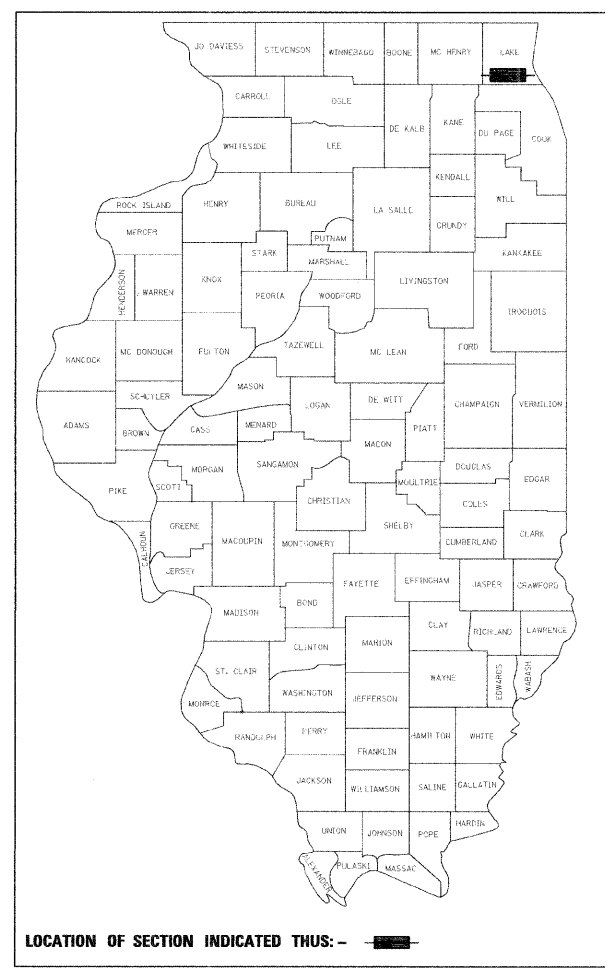 JO DAVIESS
STEVENSON
WINNEBAGO
BOONE
MC HENRY
LAKE
CARROLL
OGLE
DE KALB
KANE
DU PAGE
COOK
WHITESIDE
LEE
KENDALL
WILL
ROCK ISLAND
HENRY
BUREAU
LA SALLE
GRUNDY
MERCER
PUTNAM
KANKAKEE
STARK
MARSHALL
HENDERSON
WARREN
KNOX
PEORIA
WOODFORD
LIVINGSTON
IROQUOIS
FORD
HANCOCK
MC DONOUGH
FULTON
TAZEWELL
MC LEAN
MASON
SCHUYLER
LOGAN
DE WITT
CHAMPAIGN
VERMILION
ADAMS
BROWN
CASS
MENARD
MACON
PIATT
SANGAMON
DOUGLAS
EDGAR
PIKE
SCOTT
MORGAN
CHRISTIAN
MOULTRIE
COLES
GREENE
MACOUPIN
MONTGOMERY
SHELBY
CUMBERLAND
CLARK
CALHOUN
JERSEY
FAYETTE
EFFINGHAM
JASPER
CRAWFORD
MADISON
BOND
CLAY
RICHLAND
LAWRENCE
CLINTON
MARION
ST. CLAIR
WAYNE
EDWARDS
WABASH
MONROE
WASHINGTON
JEFFERSON
RANDOLPH
PERRY
HAMILTON
WHITE
FRANKLIN
JACKSON
WILLIAMSON
SALINE
GALLATIN
UNION
JOHNSON
POPE
HARDIN
ALEXANDER
PULASKI
MASSAC
LOCATION OF SECTION INDICATED THUS: -